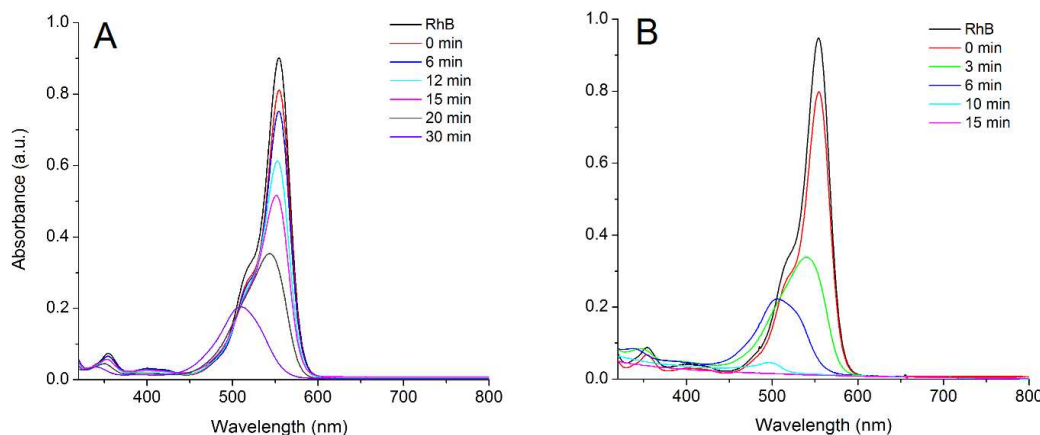 A
RhB
0 min
6 min
12 min
15 min
20 min
30 min
1.0
0.8
0.6
0.4
0.2
0.0
Absorbance (a.u.)
400
500
600
700
800
Wavelength (nm)
B
RhB
0 min
3 min
6 min
10 min
15 min
1.0
0.8
0.6
0.4
0.2
0.0
400
500
600
700
800
Wavelength (nm)